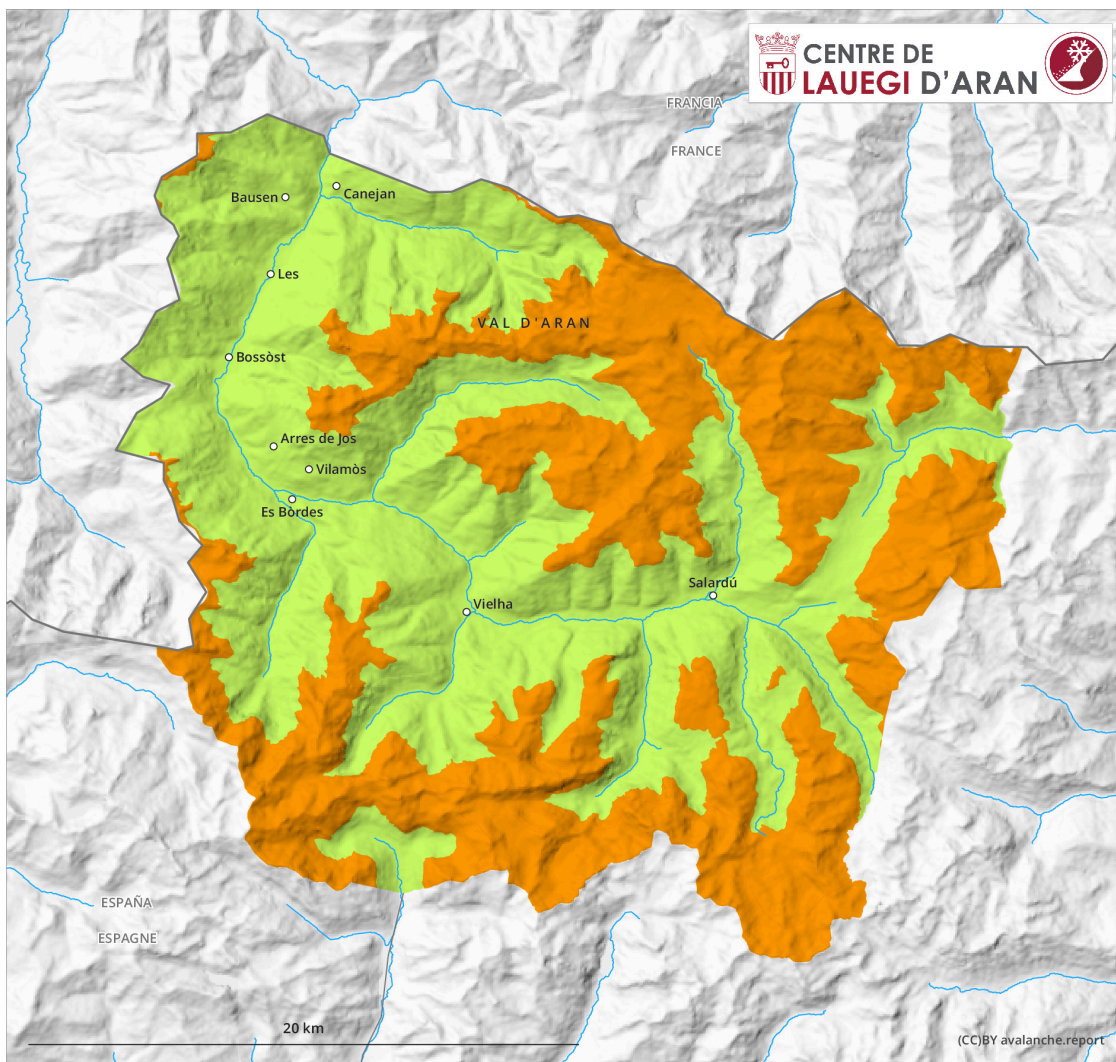 CENTRE DE
LAUEGI D'ARAN
FRANCIA
FRANCE
Bausen
Canejan
Les
VAL D'ARAN
Bossòst
Arres de Jos
Vilamòs
Es Bòrdes
Salardú
Vielha
ESPAÑA
ESPAGNE
20 km
(CC)BY avalanche.report